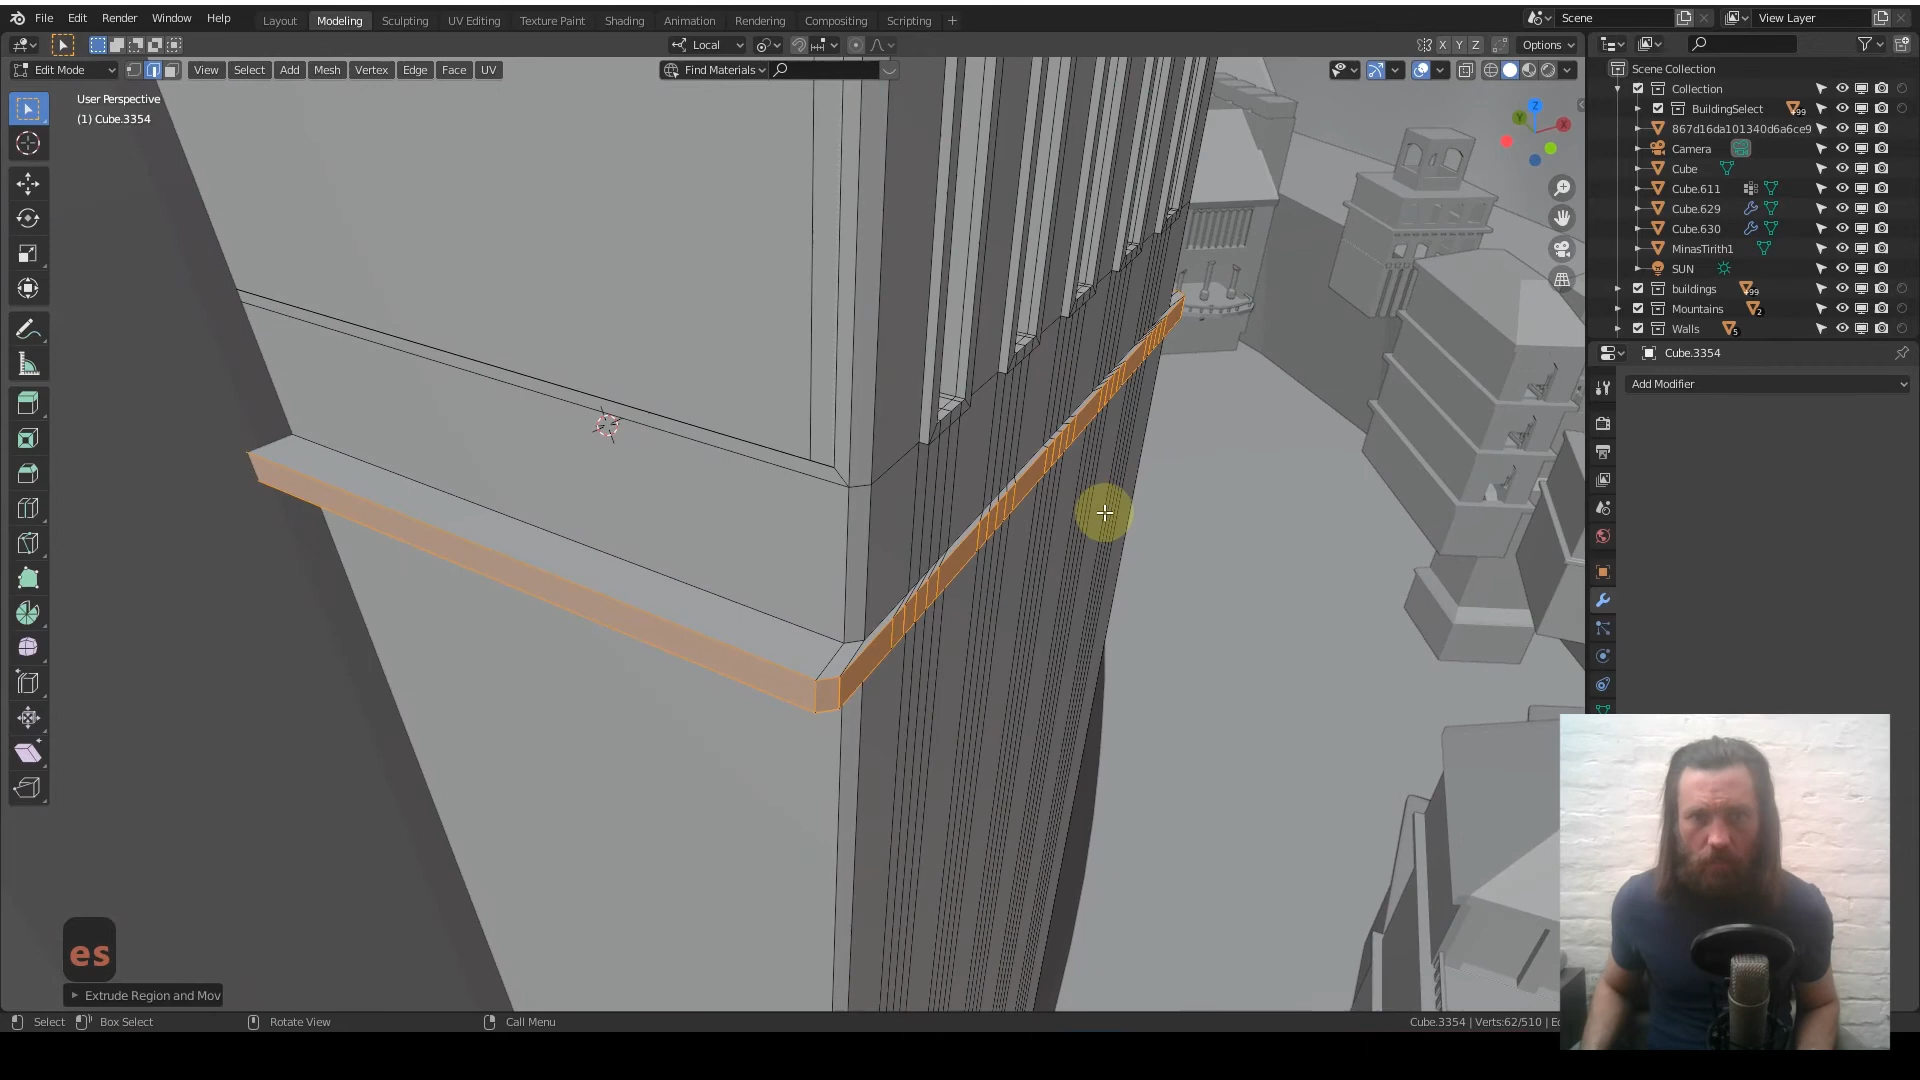 File Edit Render Window Help Layout Modeling Sculpting UV Editing Texture Paint Shading Animation Rendering Compositing Scripting + Scene View Layer
Local X Y Z Options
Edit Mode View Select Add Mesh Vertex Edge Face UV Find Materials
User Perspective
(1) Cube.3354
Z
Y
X
Scene Collection
Collection
BuildingSelect 99
867d16da101340d6a6ce9
Camera
Cube
Cube.611
Cube.629
Cube.630
MinasTirith1
SUN
buildings 99
Mountains 2
Walls 5
Cube.3354
Add Modifier
es
Extrude Region and Mov
Select Box Select Rotate View Call Menu Cube.3354 | Verts:62/510 |